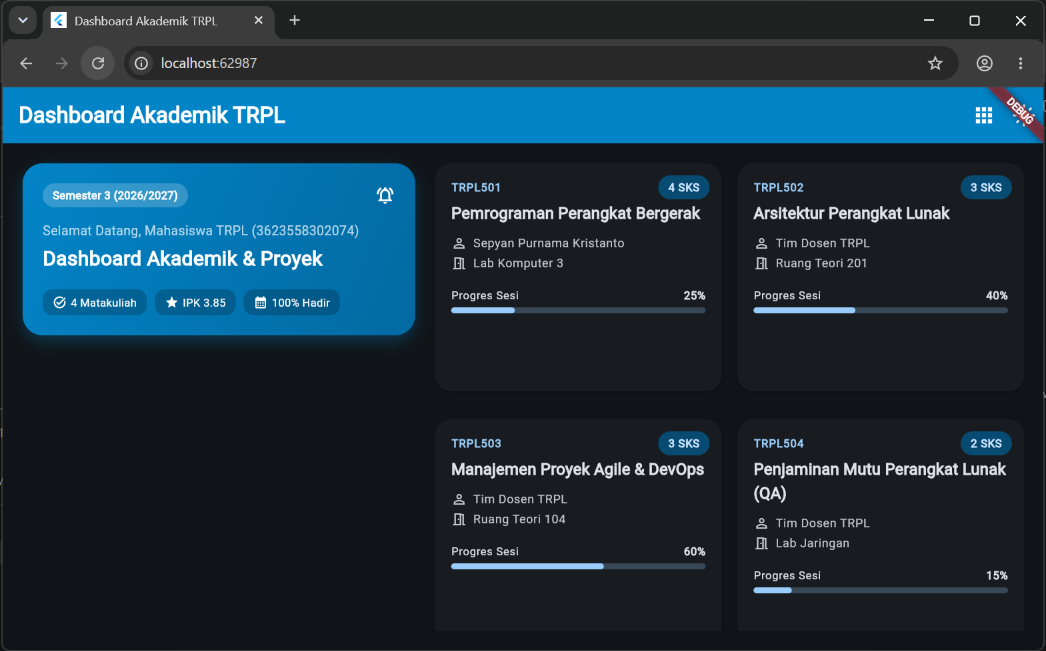 Dashboard Akademik TRPL
localhost:62987
Dashboard Akademik TRPL
DEBUG
Semester 3 (2026/2027)
Selamat Datang, Mahasiswa TRPL (3623558302074)
Dashboard Akademik & Proyek
4 Matakuliah
IPK 3.85
100% Hadir
TRPL501
4 SKS
Pemrograman Perangkat Bergerak
Sepyan Purnama Kristanto
Lab Komputer 3
Progres Sesi
25%
TRPL502
3 SKS
Arsitektur Perangkat Lunak
Tim Dosen TRPL
Ruang Teori 201
Progres Sesi
40%
TRPL503
3 SKS
Manajemen Proyek Agile & DevOps
Tim Dosen TRPL
Ruang Teori 104
Progres Sesi
60%
TRPL504
2 SKS
Penjaminan Mutu Perangkat Lunak
(QA)
Tim Dosen TRPL
Lab Jaringan
Progres Sesi
15%